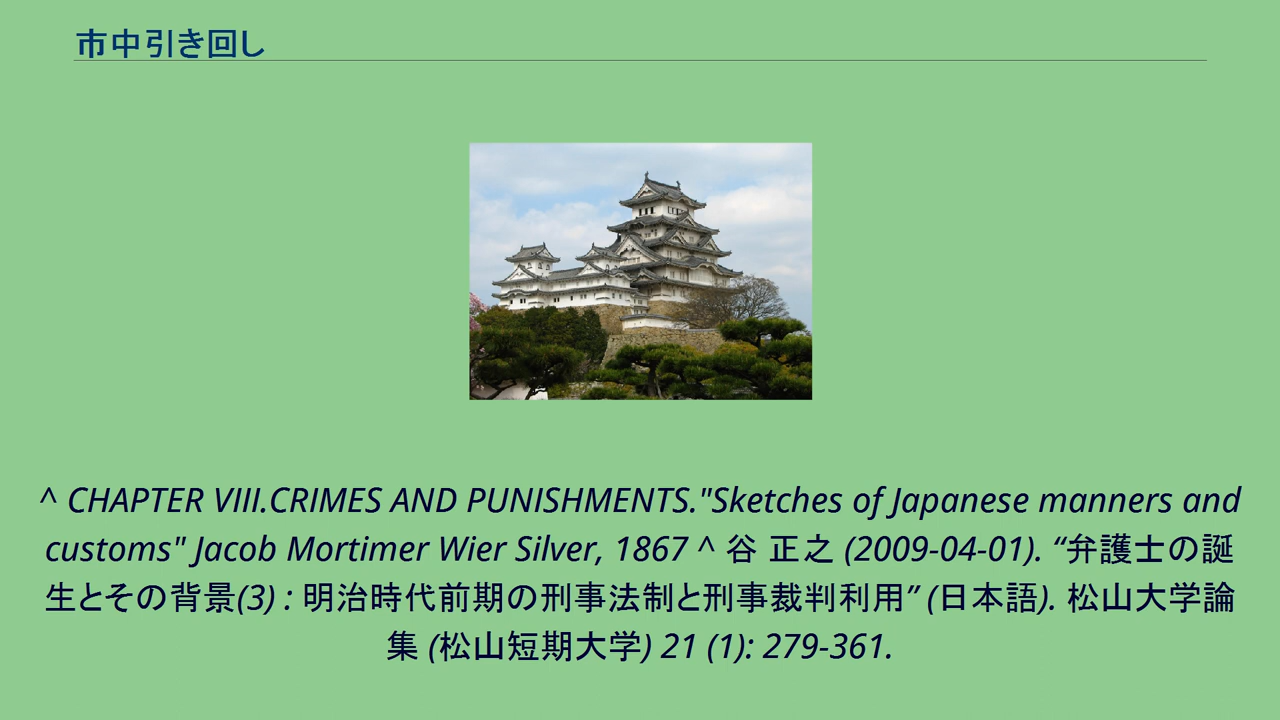 市中引き回し
^ CHAPTER VIII.CRIMES AND PUNISHMENTS."Sketches of Japanese manners and
customs" Jacob Mortimer Wier Silver, 1867 ^ 谷 正之 (2009-04-01). “弁護士の誕
生とその背景(3) : 明治時代前期の刑事法制と刑事裁判利用” (日本語). 松山大学論
集 (松山短期大学) 21 (1): 279-361.